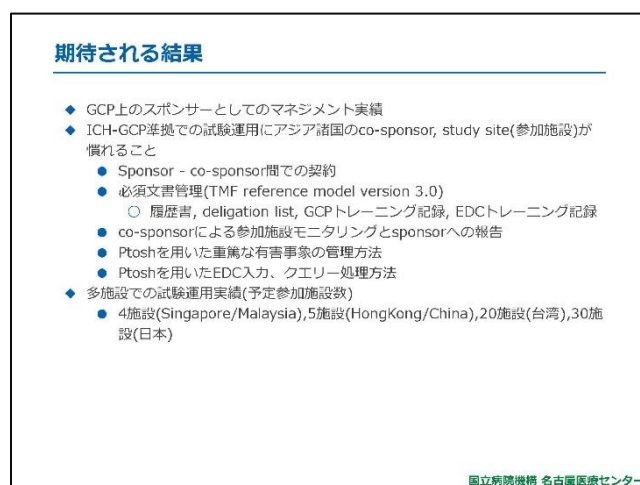 期待される結果
◆ GCP上のスポンサーとしてのマネジメント実績
◆ ICH-GCP準拠での試験運用にアジア諸国のco-sponsor, study site(参加施設)が
慣れること
● Sponsor - co-sponsor間での契約
● 必須文書管理(TMF reference model version 3.0)
○ 履歴書, deligation list, GCPトレーニング記録, EDCトレーニング記録
● co-sponsorによる参加施設モニタリングとsponsorへの報告
● Ptoshを用いた重篤な有害事象の管理方法
● Ptoshを用いたEDC入力、クエリー処理方法
◆ 多施設での試験運用実績(予定参加施設数)
● 4施設(Singapore/Malaysia),5施設(HongKong/China),20施設(台湾),30施
設(日本)
国立病院機構 名古屋医療センター